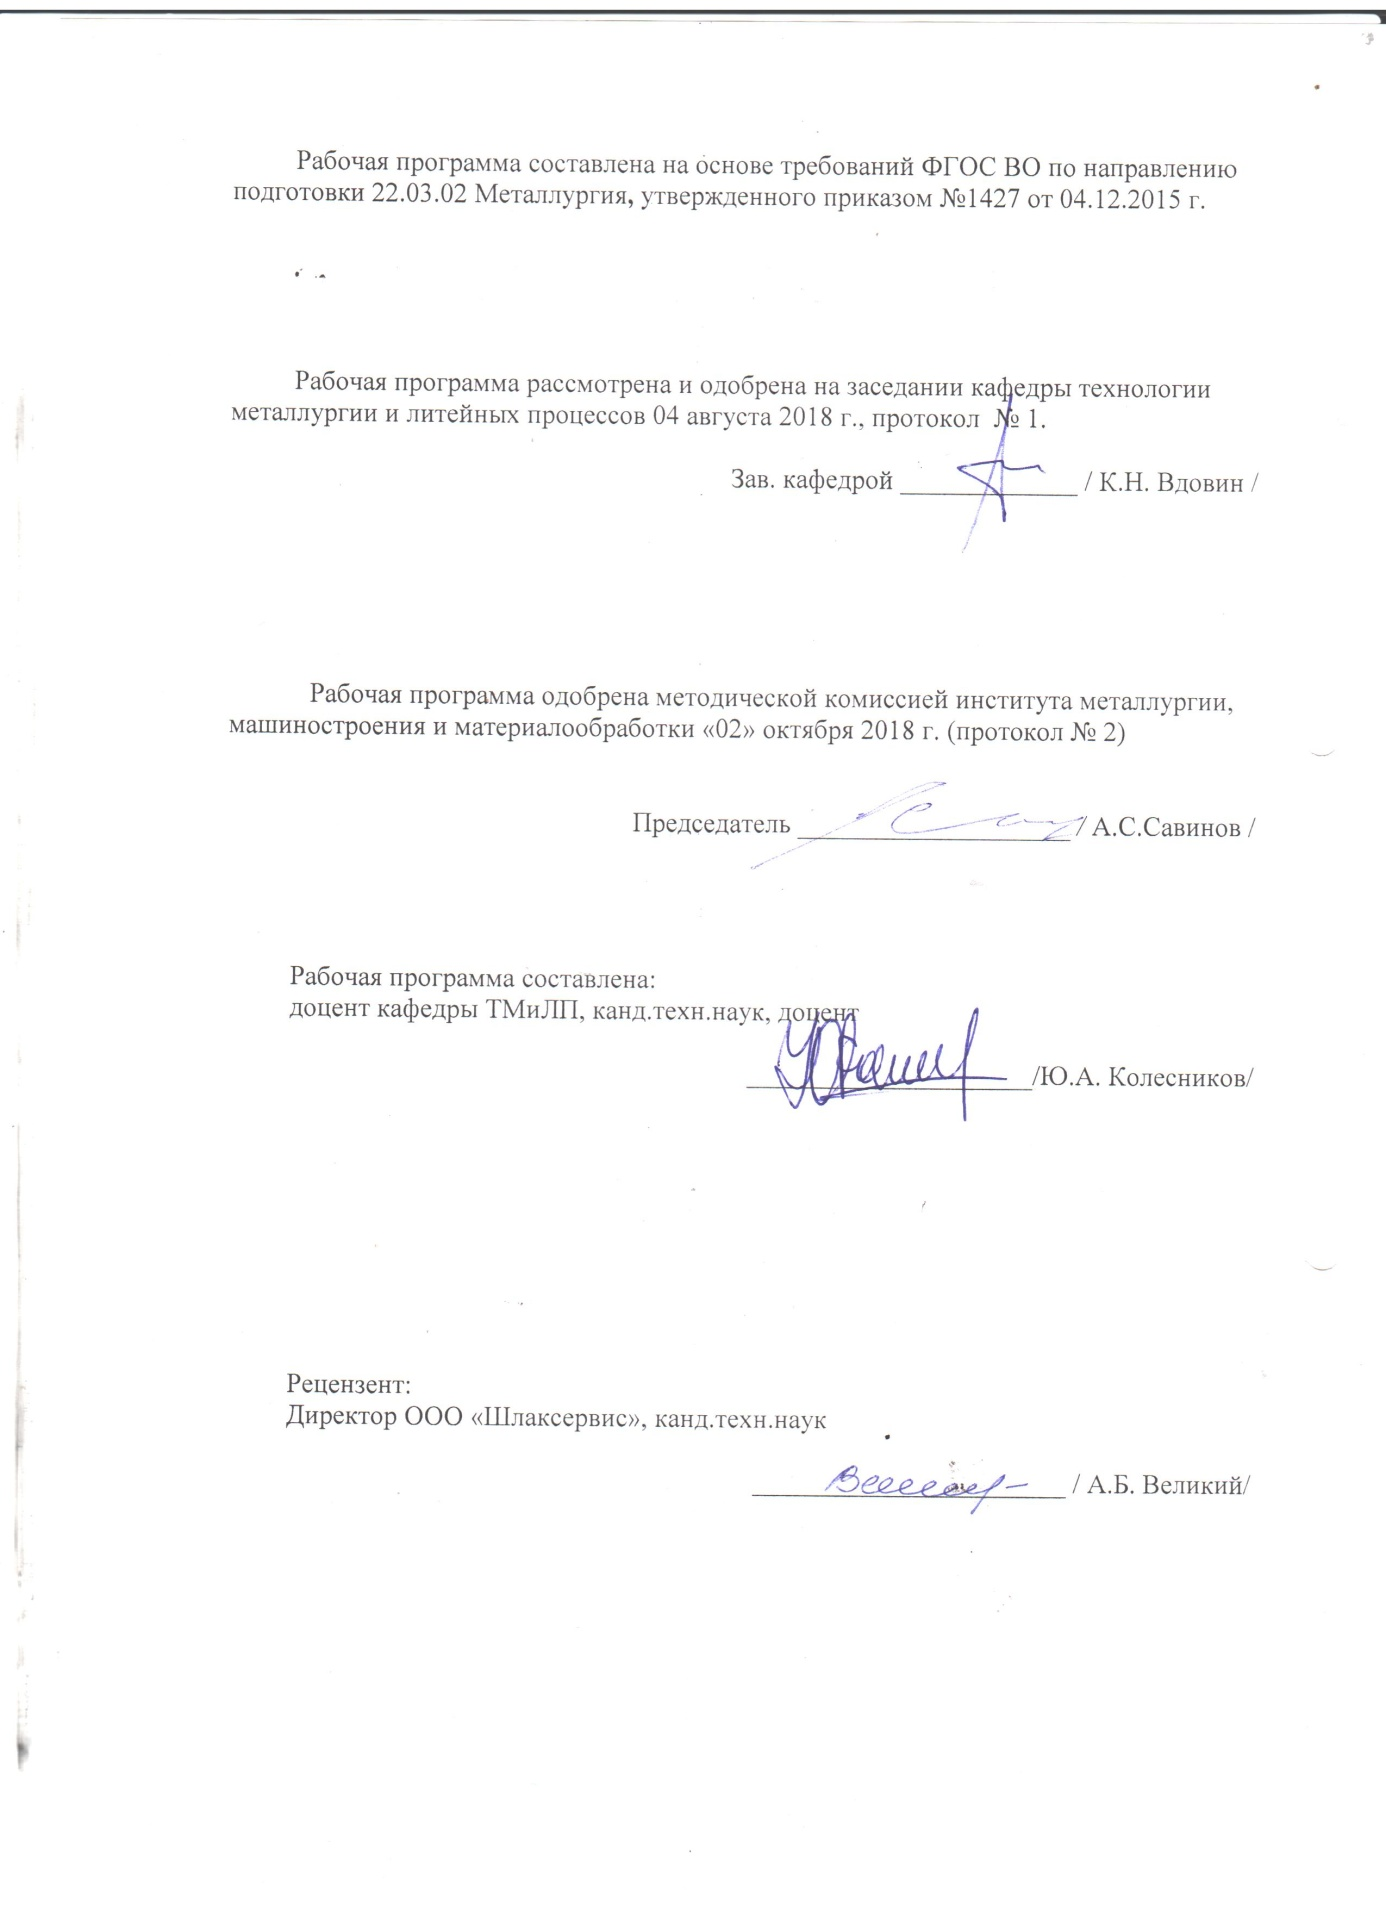 Рабочая программа составлена на основе требований ФГОС ВО по направлению
подготовки 22.03.02 Металлургия, утвержденного приказом №1427 от 04.12.2015 г.
Рабочая программа рассмотрена и одобрена на заседании кафедры технологии
металлургии и литейных процессов 04 августа 2018 г., протокол № 1.
Зав. кафедрой ______________ / К.Н. Вдовин /
Рабочая программа одобрена методической комиссией института металлургии,
машиностроения и материалообработки «02» октября 2018 г. (протокол № 2)
Председатель _____________________ / А.С.Савинов /
Рабочая программа составлена:
доцент кафедры ТМиЛП, канд.техн.наук, доцент
______________________/Ю.А. Колесников/
Рецензент:
Директор ООО «Шлаксервис», канд.техн.наук
________________________ / А.Б. Великий/